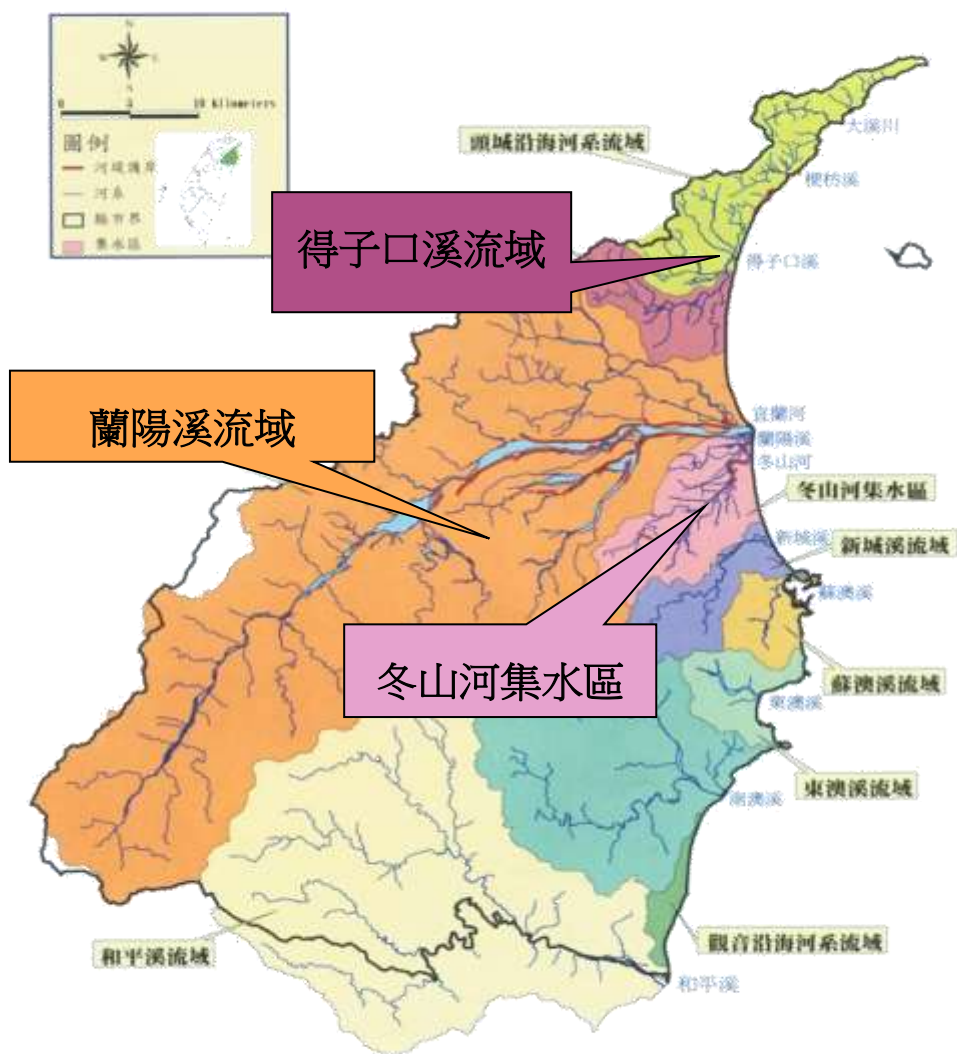 N
W
E
S
0
10 Kilometers
圖例
河堤護岸
河系
縣市界
集水區
大溪川
頭城沿海河系流域
梗枋溪
得子口溪流域
得子口溪
蘭陽溪流域
宜蘭河
蘭陽溪
冬山河
冬山河集水區
新城溪
新城溪流域
蘇澳溪
冬山河集水區
蘇澳溪流域
東澳溪
東澳溪流域
南澳溪
觀音沿海河系流域
和平溪流域
和平溪